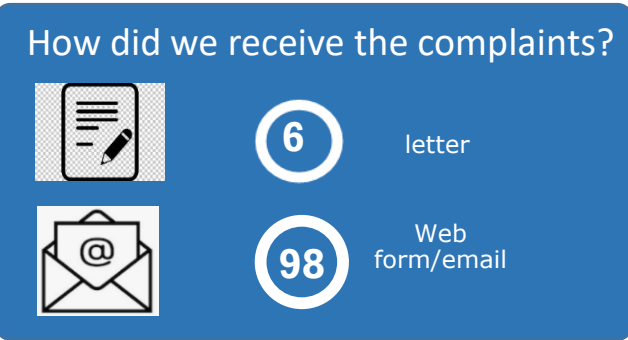 How did we receive the complaints?
6
letter
@
98
Web
form/email